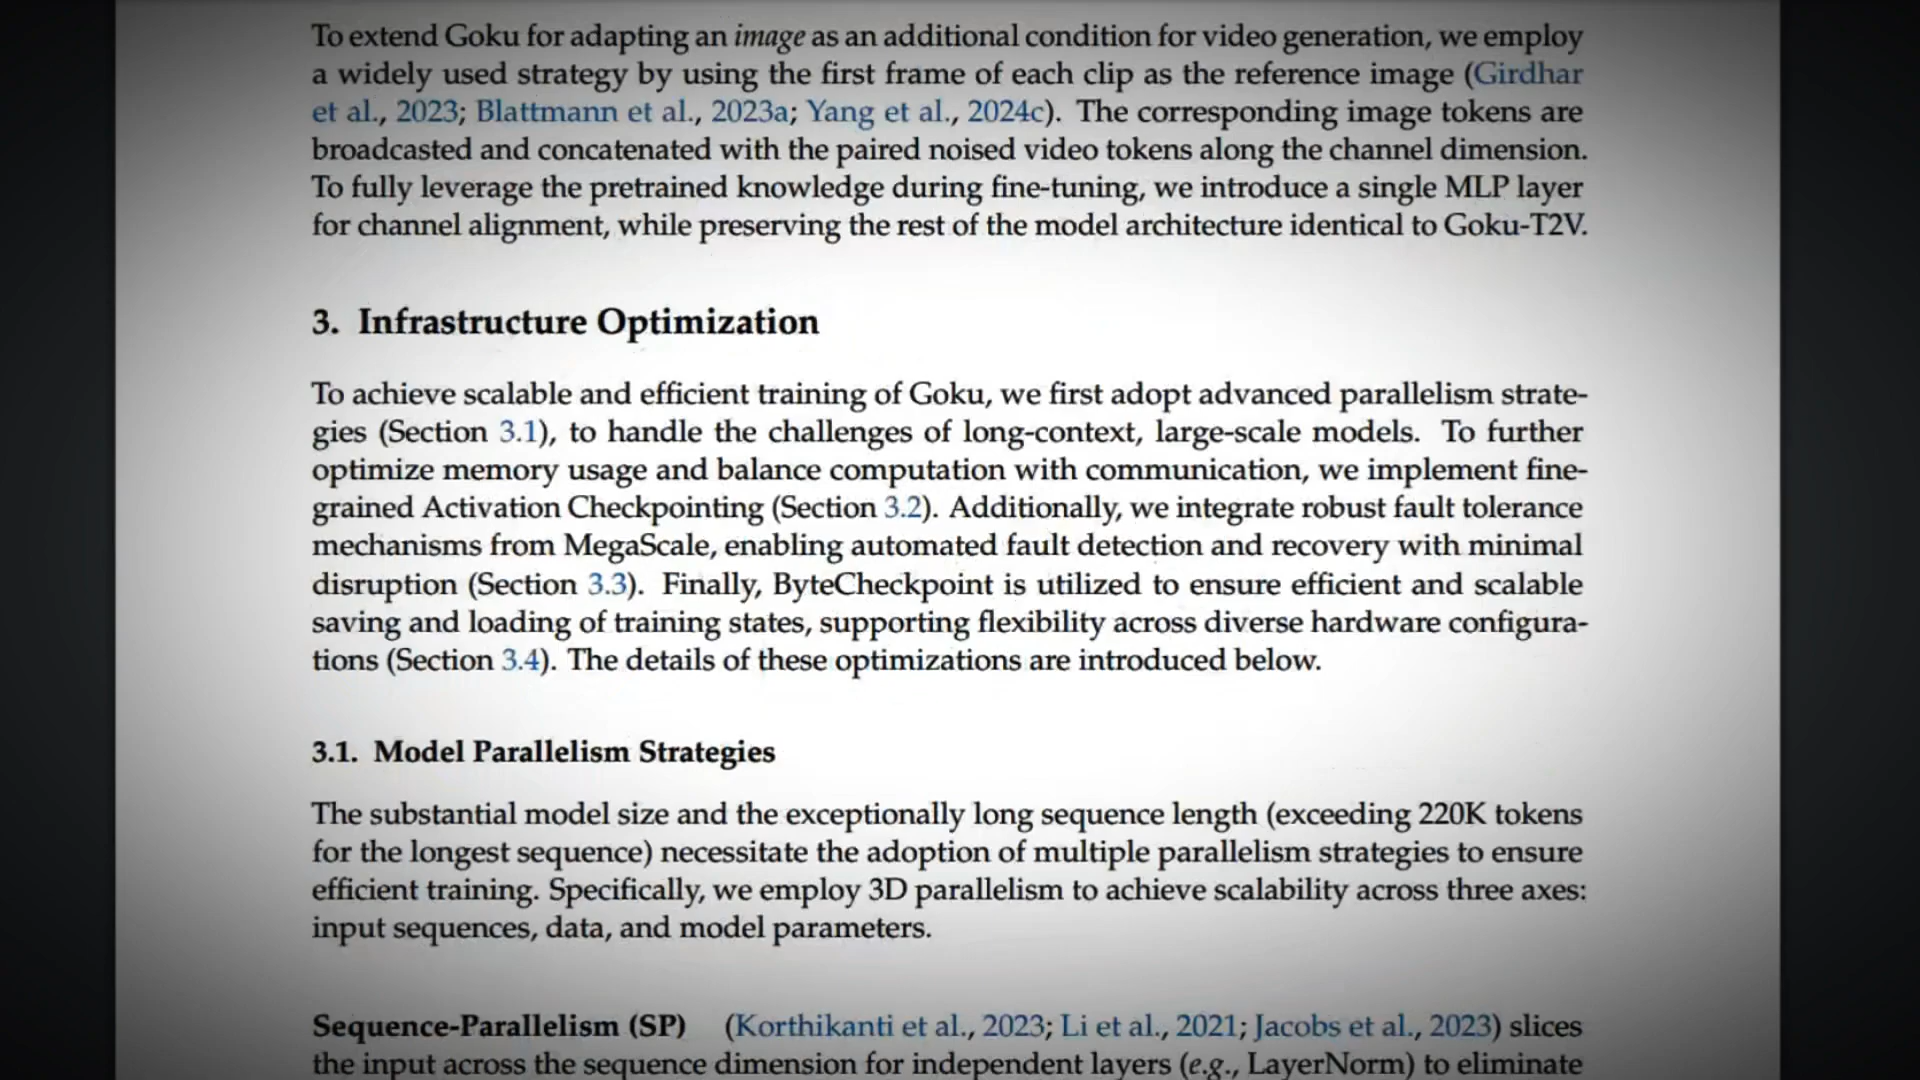 To extend Goku for adapting an image as an additional condition for video generation, we employ
a widely used strategy by using the first frame of each clip as the reference image (Girdhar
et al., 2023; Blattmann et al., 2023a; Yang et al., 2024c). The corresponding image tokens are
broadcasted and concatenated with the paired noised video tokens along the channel dimension.
To fully leverage the pretrained knowledge during fine-tuning, we introduce a single MLP layer
for channel alignment, while preserving the rest of the model architecture identical to Goku-T2V.
3. Infrastructure Optimization
To achieve scalable and efficient training of Goku, we first adopt advanced parallelism strate-
gies (Section 3.1), to handle the challenges of long-context, large-scale models. To further
optimize memory usage and balance computation with communication, we implement fine-
grained Activation Checkpointing (Section 3.2). Additionally, we integrate robust fault tolerance
mechanisms from MegaScale, enabling automated fault detection and recovery with minimal
disruption (Section 3.3). Finally, ByteCheckpoint is utilized to ensure efficient and scalable
saving and loading of training states, supporting flexibility across diverse hardware configura-
tions (Section 3.4). The details of these optimizations are introduced below.
3.1. Model Parallelism Strategies
The substantial model size and the exceptionally long sequence length (exceeding 220K tokens
for the longest sequence) necessitate the adoption of multiple parallelism strategies to ensure
efficient training. Specifically, we employ 3D parallelism to achieve scalability across three axes:
input sequences, data, and model parameters.
Sequence-Parallelism (SP) (Korthikanti et al., 2023; Li et al., 2021; Jacobs et al., 2023) slices
the input across the sequence dimension for independent layers (e.g., LayerNorm) to eliminate